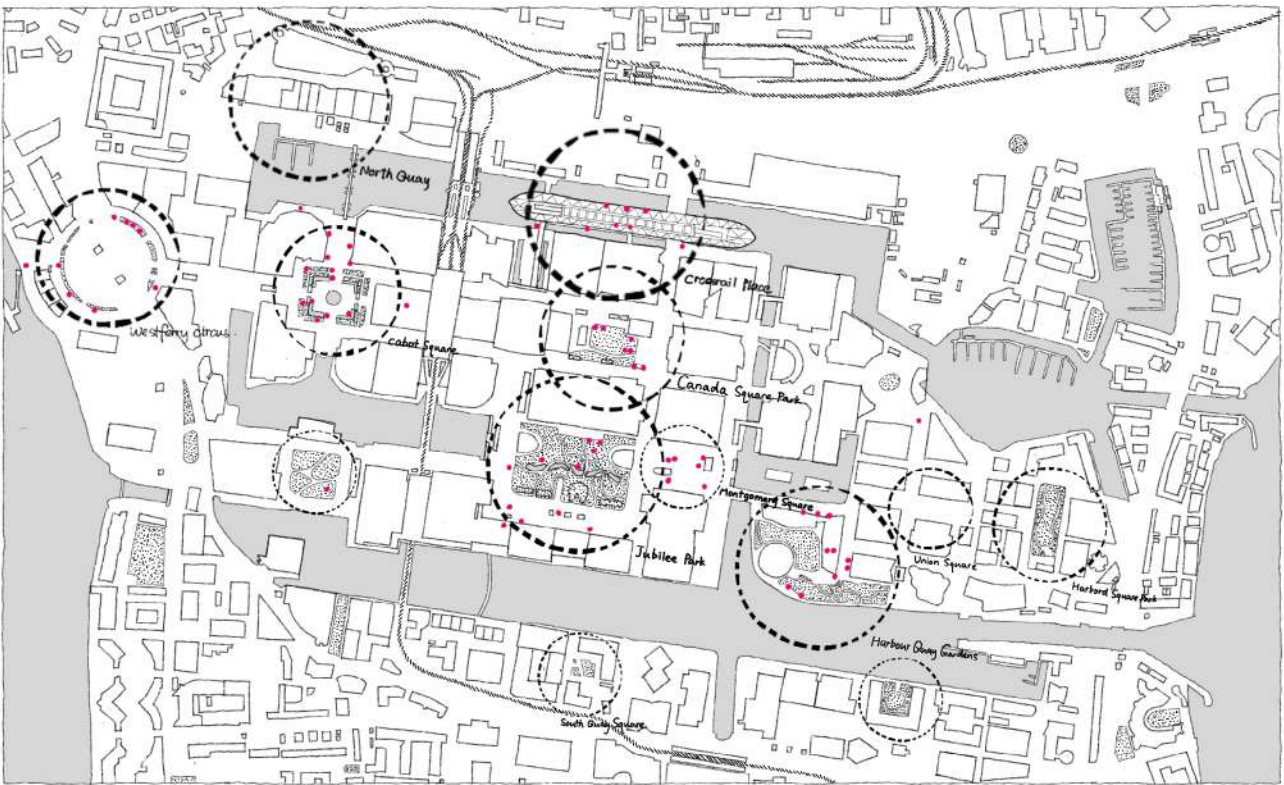 North Quay
Crossrail Place
Westferry Circus
Cabot Square
Canada Square Park
Montgomery Square
Jubilee Park
Union Square
Harbord Square Park
Harbour Quay Gardens
South Quay Square